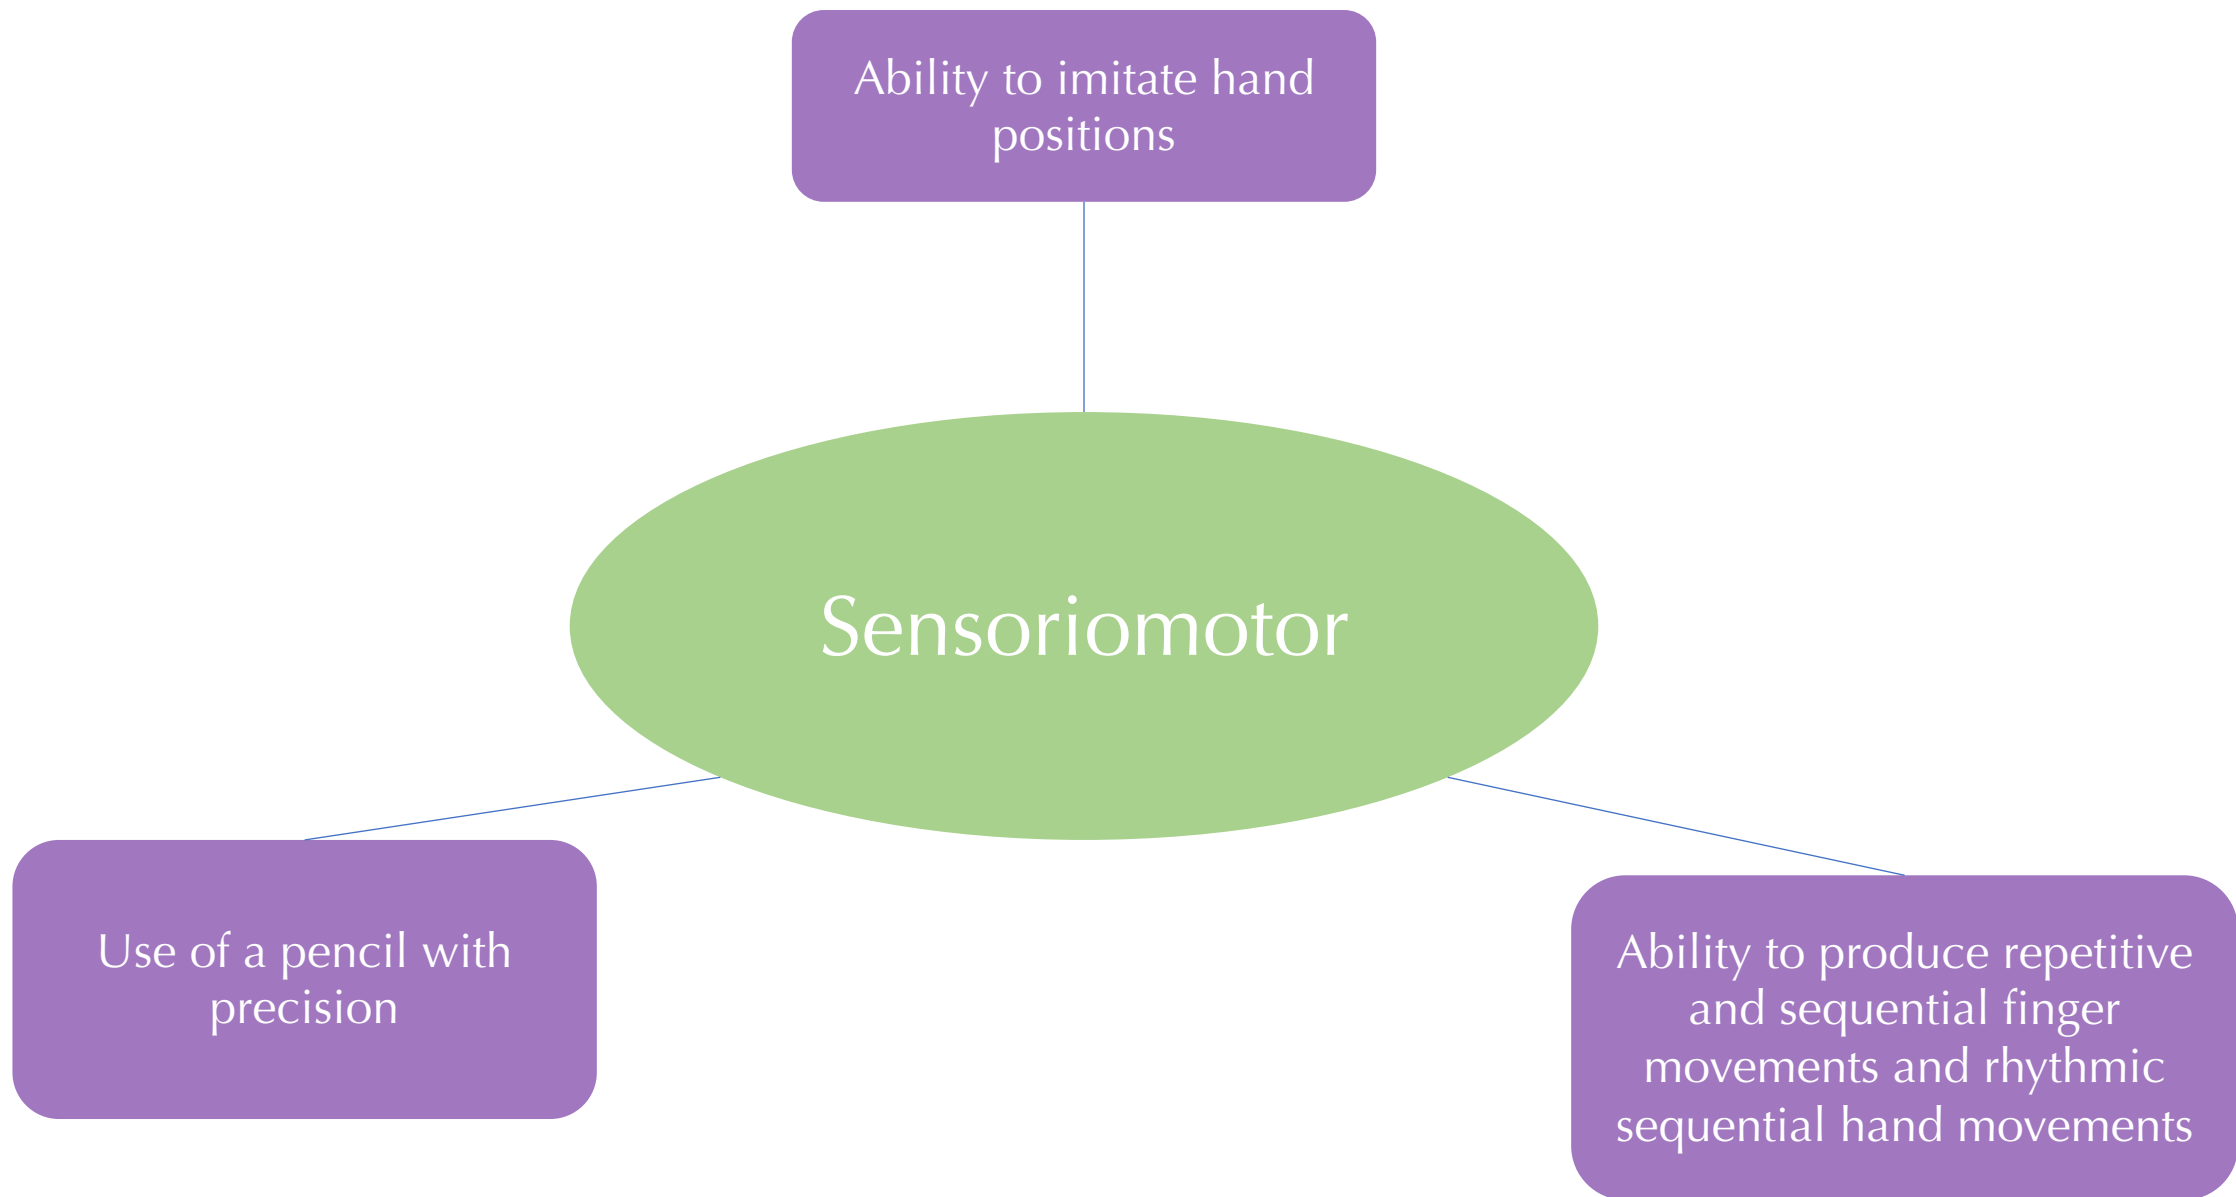 Ability to imitate hand
positions
Sensoriomotor
Use of a pencil with
precision
Ability to produce repetitive
and sequential finger
movements and rhythmic
sequential hand movements